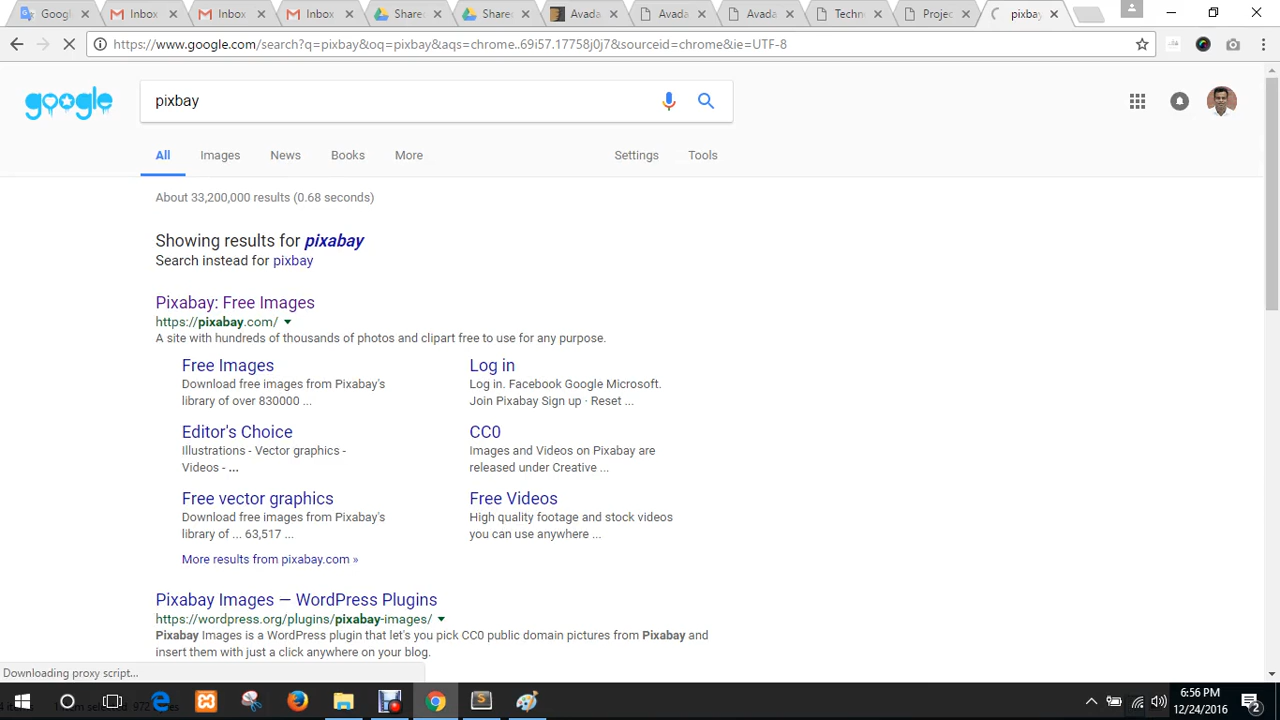 Googl
Inbox
Inbox
Inbox
Share
Share
Avada
Avada
Avada
Techn
Projec
pixbay
https://www.google.com/search?q=pixbay&oq=pixbay&aqs=chrome..69i57.17758j0j7&sourceid=chrome&ie=UTF-8
google
pixbay
All Images News Books More Settings Tools
About 33,200,000 results (0.68 seconds)
Showing results for pixabay
Search instead for pixbay
Pixabay: Free Images
https://pixabay.com/
A site with hundreds of thousands of photos and clipart free to use for any purpose.
Free Images
Download free images from Pixabay's
library of over 830000 ...
Log in
Log in. Facebook Google Microsoft.
Join Pixabay Sign up · Reset ...
Editor's Choice
Illustrations - Vector graphics -
Videos - ...
CC0
Images and Videos on Pixabay are
released under Creative ...
Free vector graphics
Download free images from Pixabay's
library of ... 63,517 ...
Free Videos
High quality footage and stock videos
you can use anywhere ...
More results from pixabay.com »
Pixabay Images — WordPress Plugins
https://wordpress.org/plugins/pixabay-images/
Pixabay Images is a WordPress plugin that let's you pick CC0 public domain pictures from Pixabay and
insert them with just a click anywhere on your blog.
Downloading proxy script...
6:56 PM
12/24/2016
2